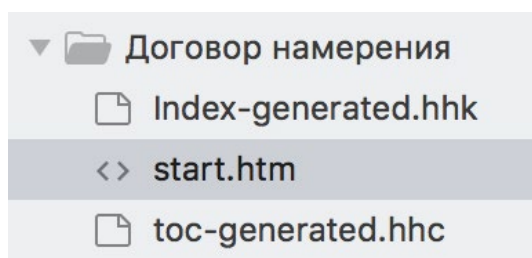 Договор намерения
Index-generated.hhk
start.htm
toc-generated.hhc